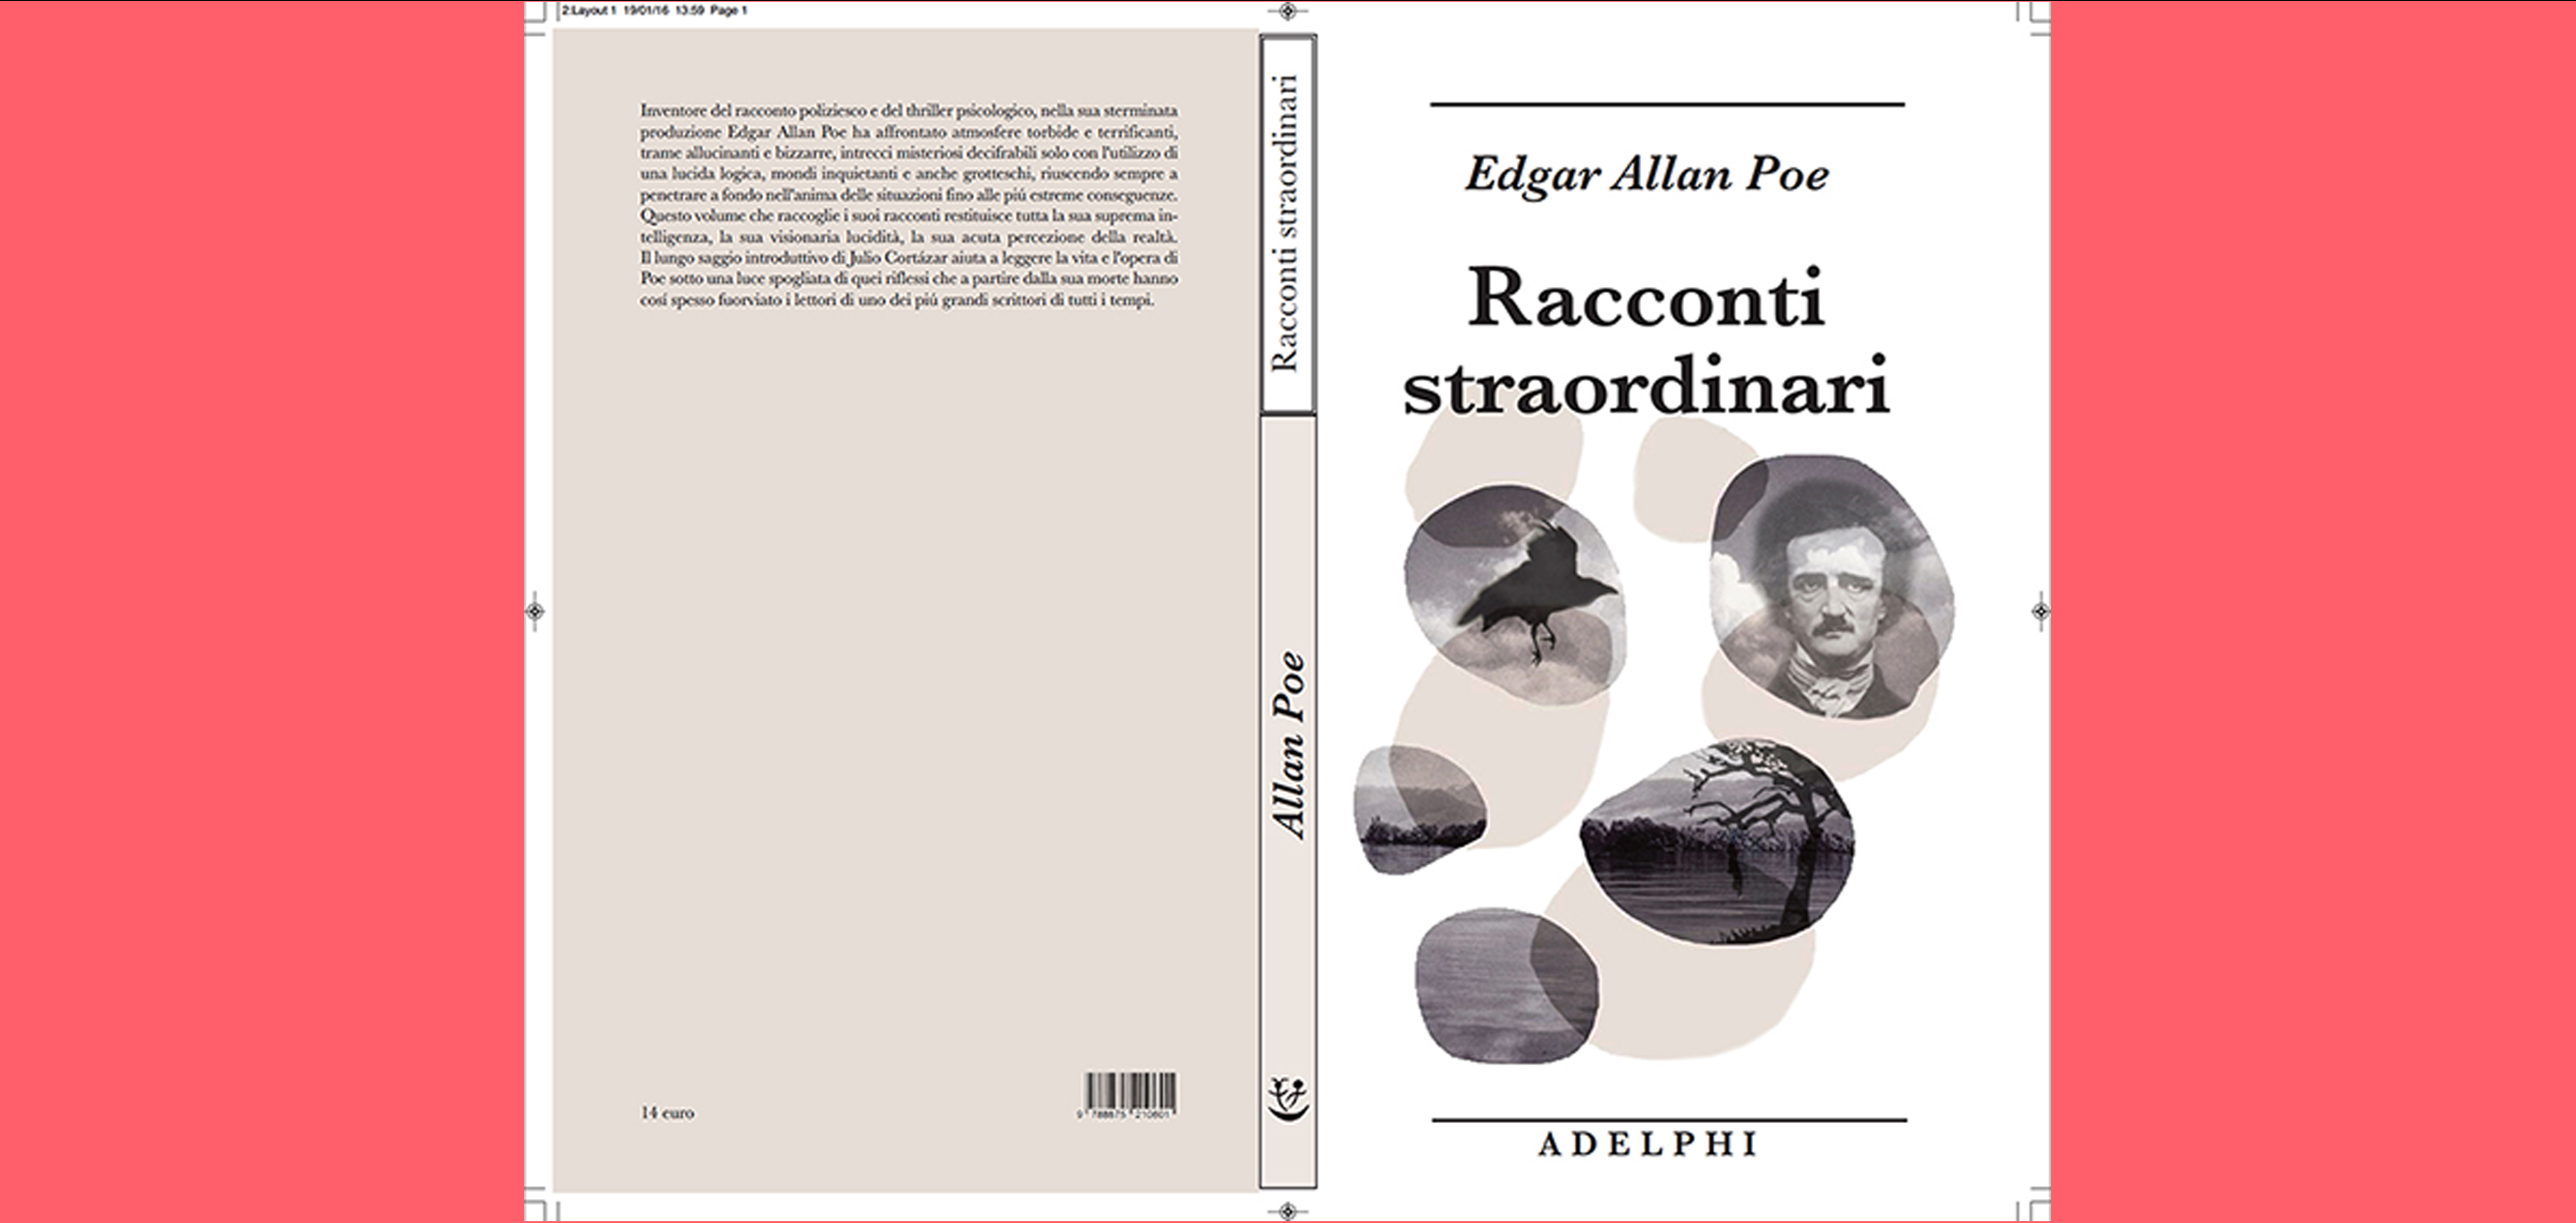 2:Layout 1 19/01/16 13:59 Page 1
Inventore del racconto poliziesco e del thriller psicologico, nella sua sterminata
produzione Edgar Allan Poe ha affrontato atmosfere torbide e terrificanti,
trame allucinanti e bizzarre, intrecci misteriosi decifrabili solo con l'utilizzo di
una lucida logica, mondi inquietanti e anche grotteschi, riuscendo sempre a
penetrare a fondo nell'anima delle situazioni fino alle piú estreme conseguenze.
Questo volume che raccoglie i suoi racconti restituisce tutta la sua suprema in-
telligenza, la sua visionaria lucidità, la sua acuta percezione della realtà.
Il lungo saggio introduttivo di Julio Cortázar aiuta a leggere la vita e l'opera di
Poe sotto una luce spogliata di quei riflessi che a partire dalla sua morte hanno
cosí spesso fuorviato i lettori di uno dei piú grandi scrittori di tutti i tempi.
14 euro
9 788875 210601
Racconti straordinari
Allan Poe
Edgar Allan Poe
Racconti
straordinari
ADELPHI